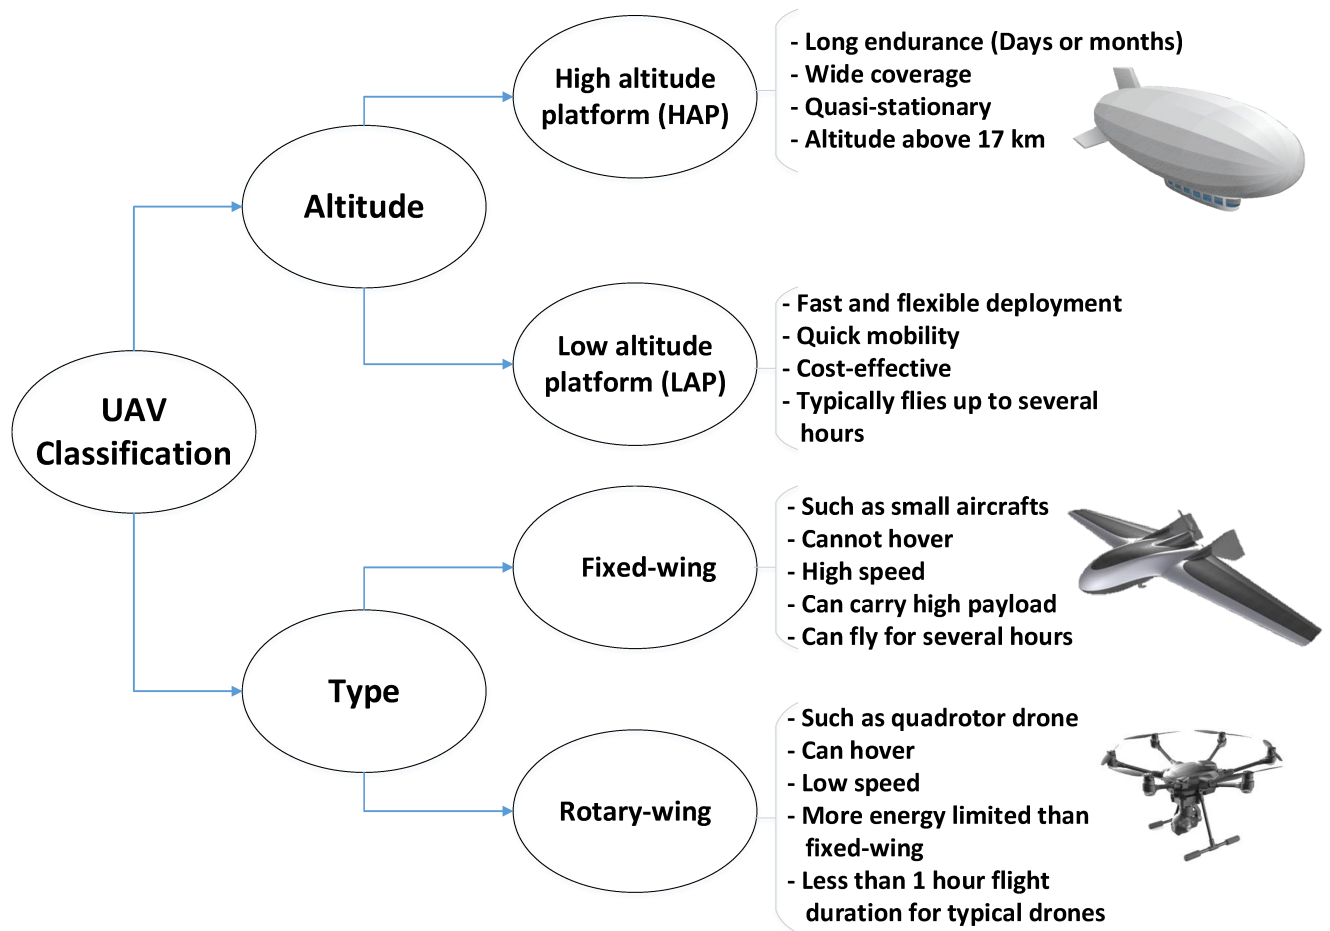 UAV
Classification
Altitude
High altitude
platform (HAP)
- Long endurance (Days or months)
- Wide coverage
- Quasi-stationary
- Altitude above 17 km
Low altitude
platform (LAP)
- Fast and flexible deployment
- Quick mobility
- Cost-effective
- Typically flies up to several
hours
Type
Fixed-wing
- Such as small aircrafts
- Cannot hover
- High speed
- Can carry high payload
- Can fly for several hours
Rotary-wing
- Such as quadrotor drone
- Can hover
- Low speed
- More energy limited than
fixed-wing
- Less than 1 hour flight
duration for typical drones